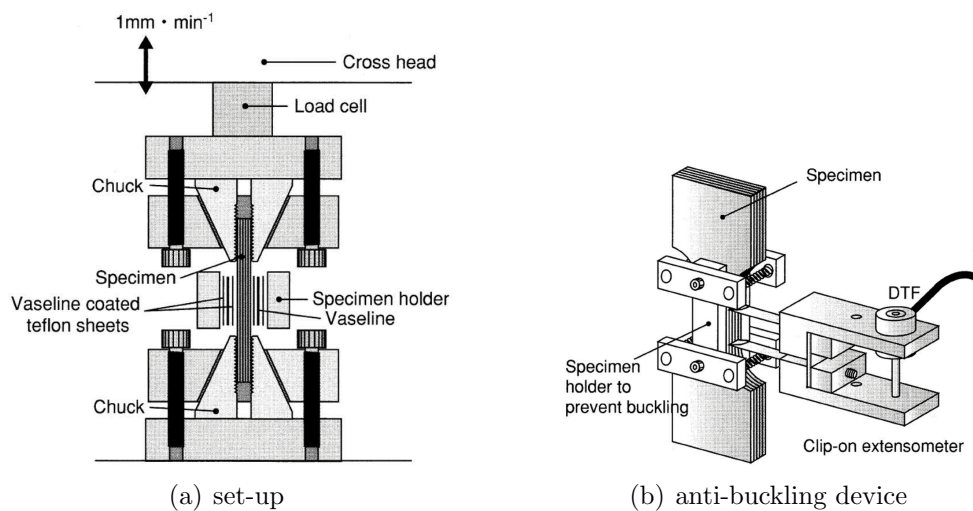 1mm・min⁻¹
Cross head
Load cell
Chuck
Specimen
Vaseline coated
teflon sheets
Specimen holder
Vaseline
Chuck
(a) set-up
Specimen
DTF
Specimen
holder to
prevent buckling
Clip-on extensometer
(b) anti-buckling device